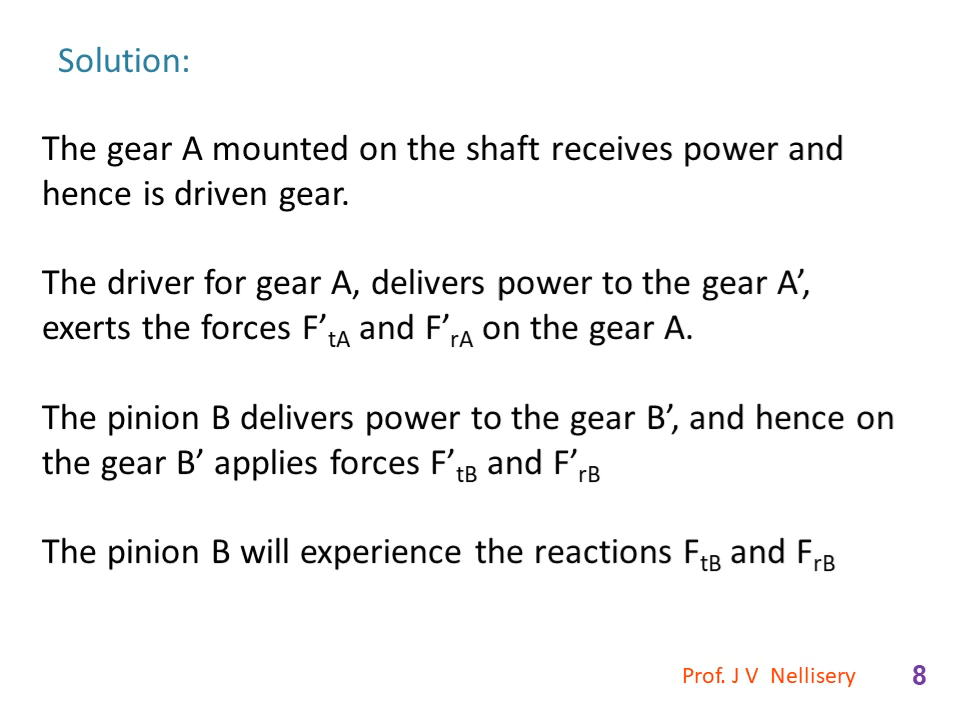 Solution:
The gear A mounted on the shaft receives power and
hence is driven gear.
The driver for gear A, delivers power to the gear A’,
exerts the forces F’tA and F’rA on the gear A.
The pinion B delivers power to the gear B’, and hence on
the gear B’ applies forces F’tB and F’rB
The pinion B will experience the reactions FtB and FrB
Prof. J V Nellisery 8